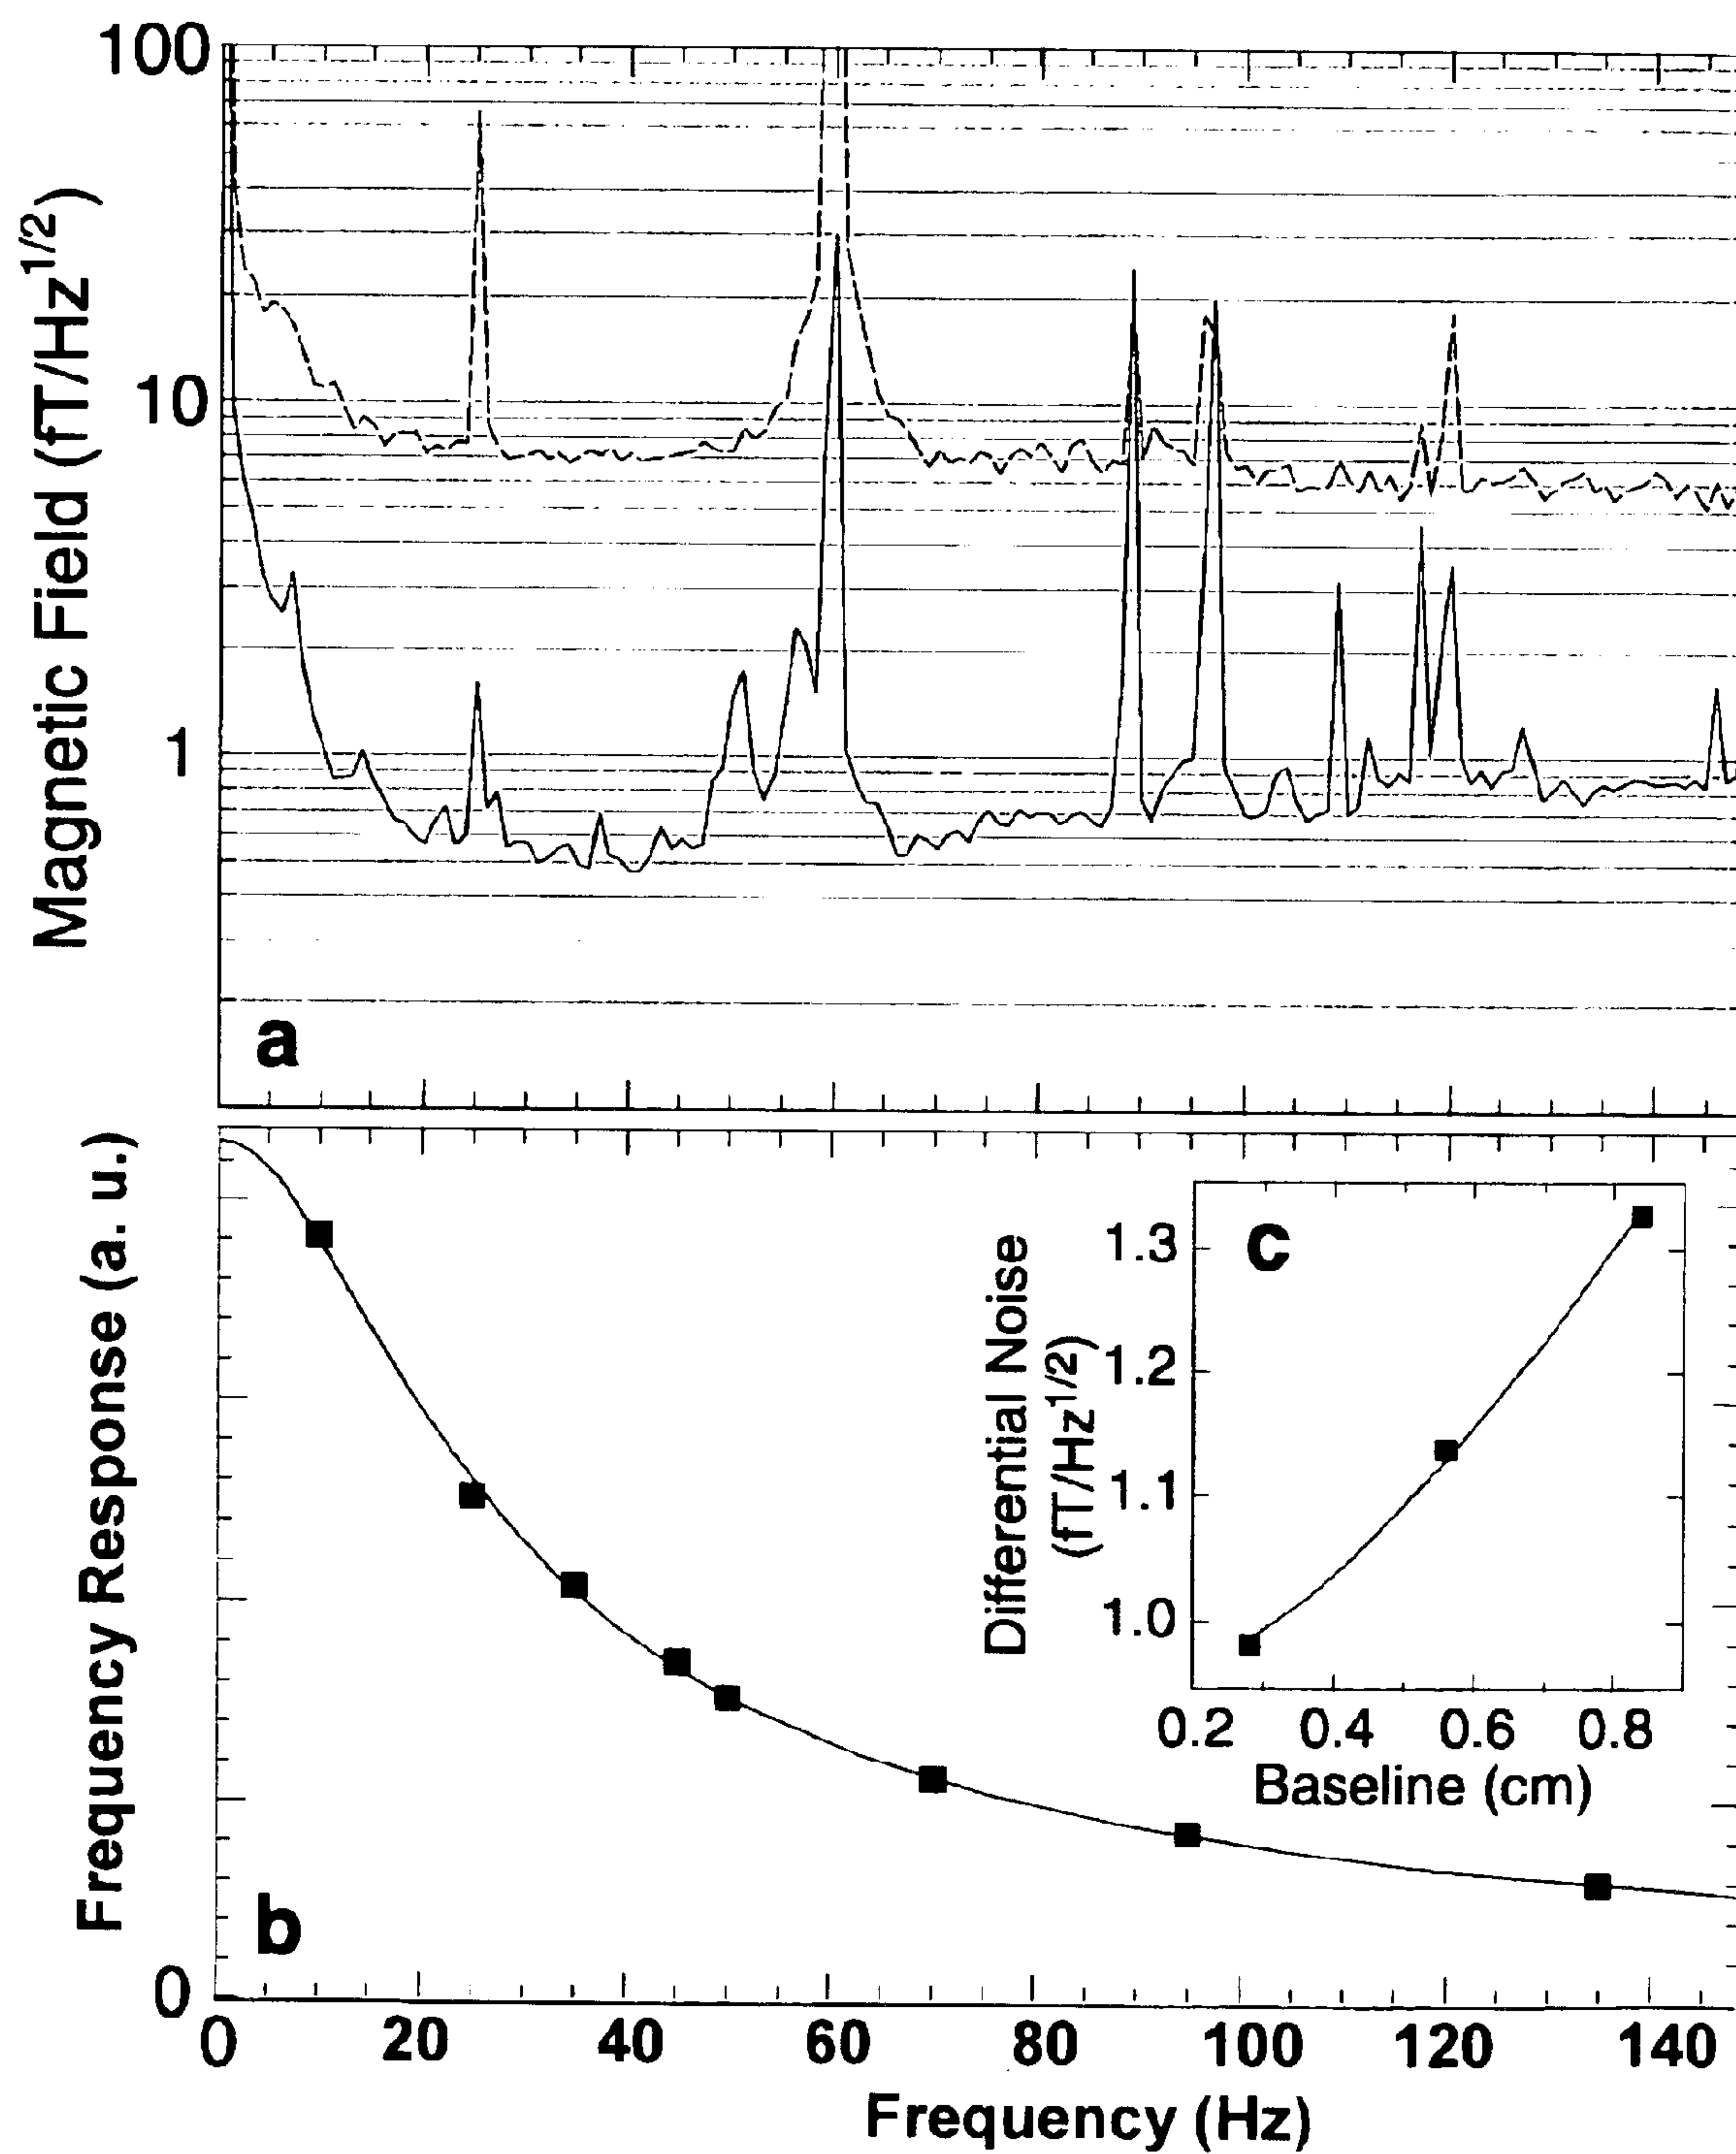 100
10
1
Magnetic Field (fT/Hz1/2)
a
Frequency Response (a. u.)
0
b
c
Differential Noise
(fT/Hz1/2)
1.3
1.2
1.1
1.0
0.2 0.4 0.6 0.8
Baseline (cm)
0 20 40 60 80 100 120 140
Frequency (Hz)